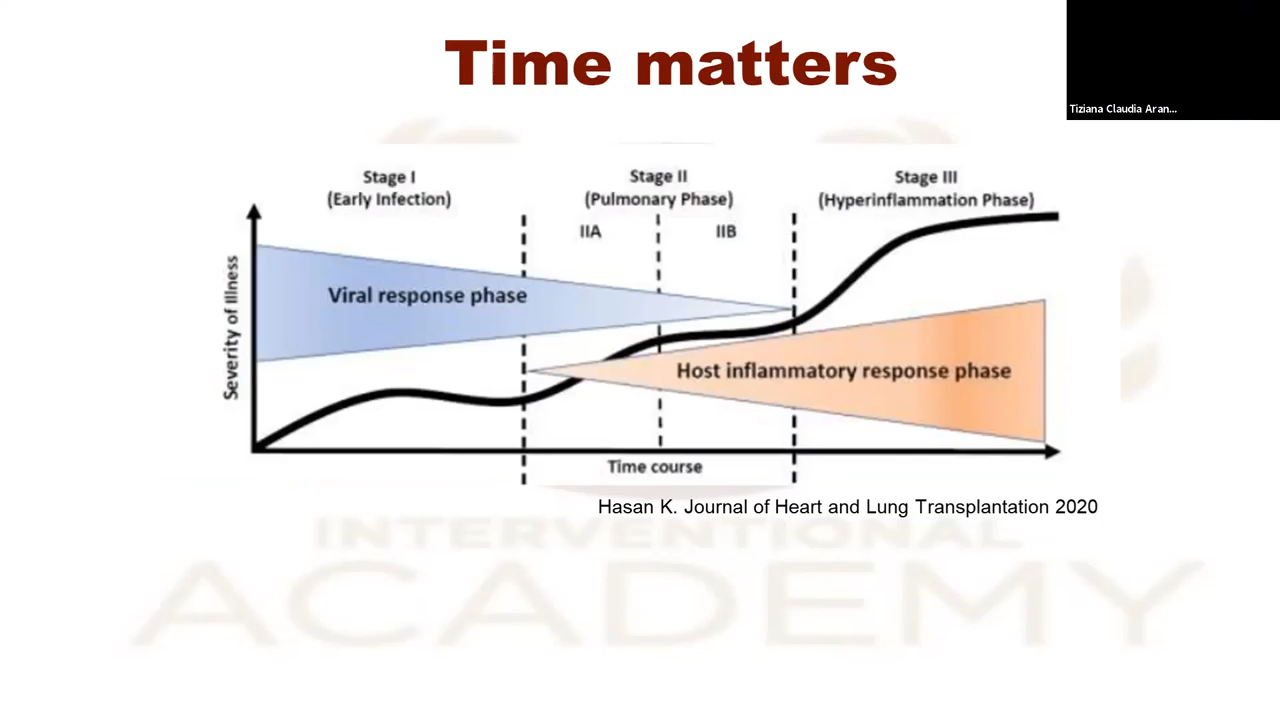 Time matters
Tiziana Claudia Aran...
Stage I
(Early Infection)
Stage II
(Pulmonary Phase)
Stage III
(Hyperinflammation Phase)
IIA
IIB
Severity of Illness
Viral response phase
Host inflammatory response phase
Time course
Hasan K. Journal of Heart and Lung Transplantation 2020
INTERVENTIONAL
ACADEMY